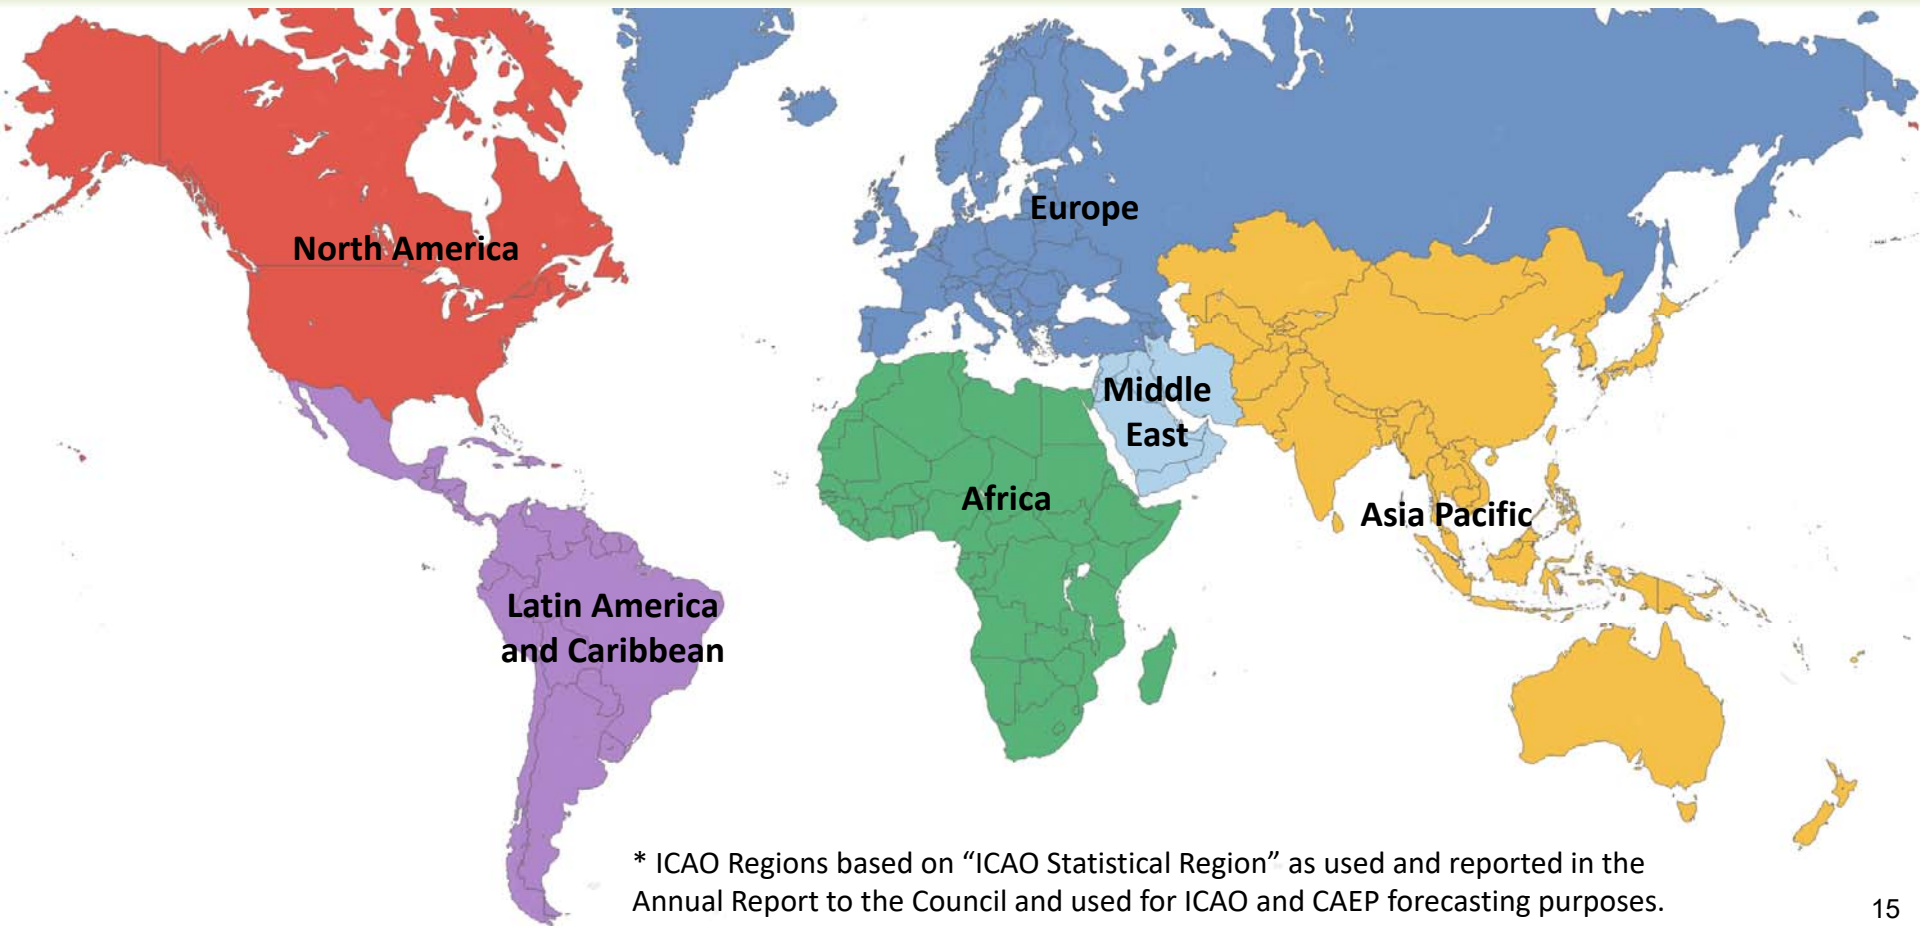 Europe
North America
Middle
East
Africa
Asia Pacific
Latin America
and Caribbean
* ICAO Regions based on “ICAO Statistical Region” as used and reported in the
Annual Report to the Council and used for ICAO and CAEP forecasting purposes.
15